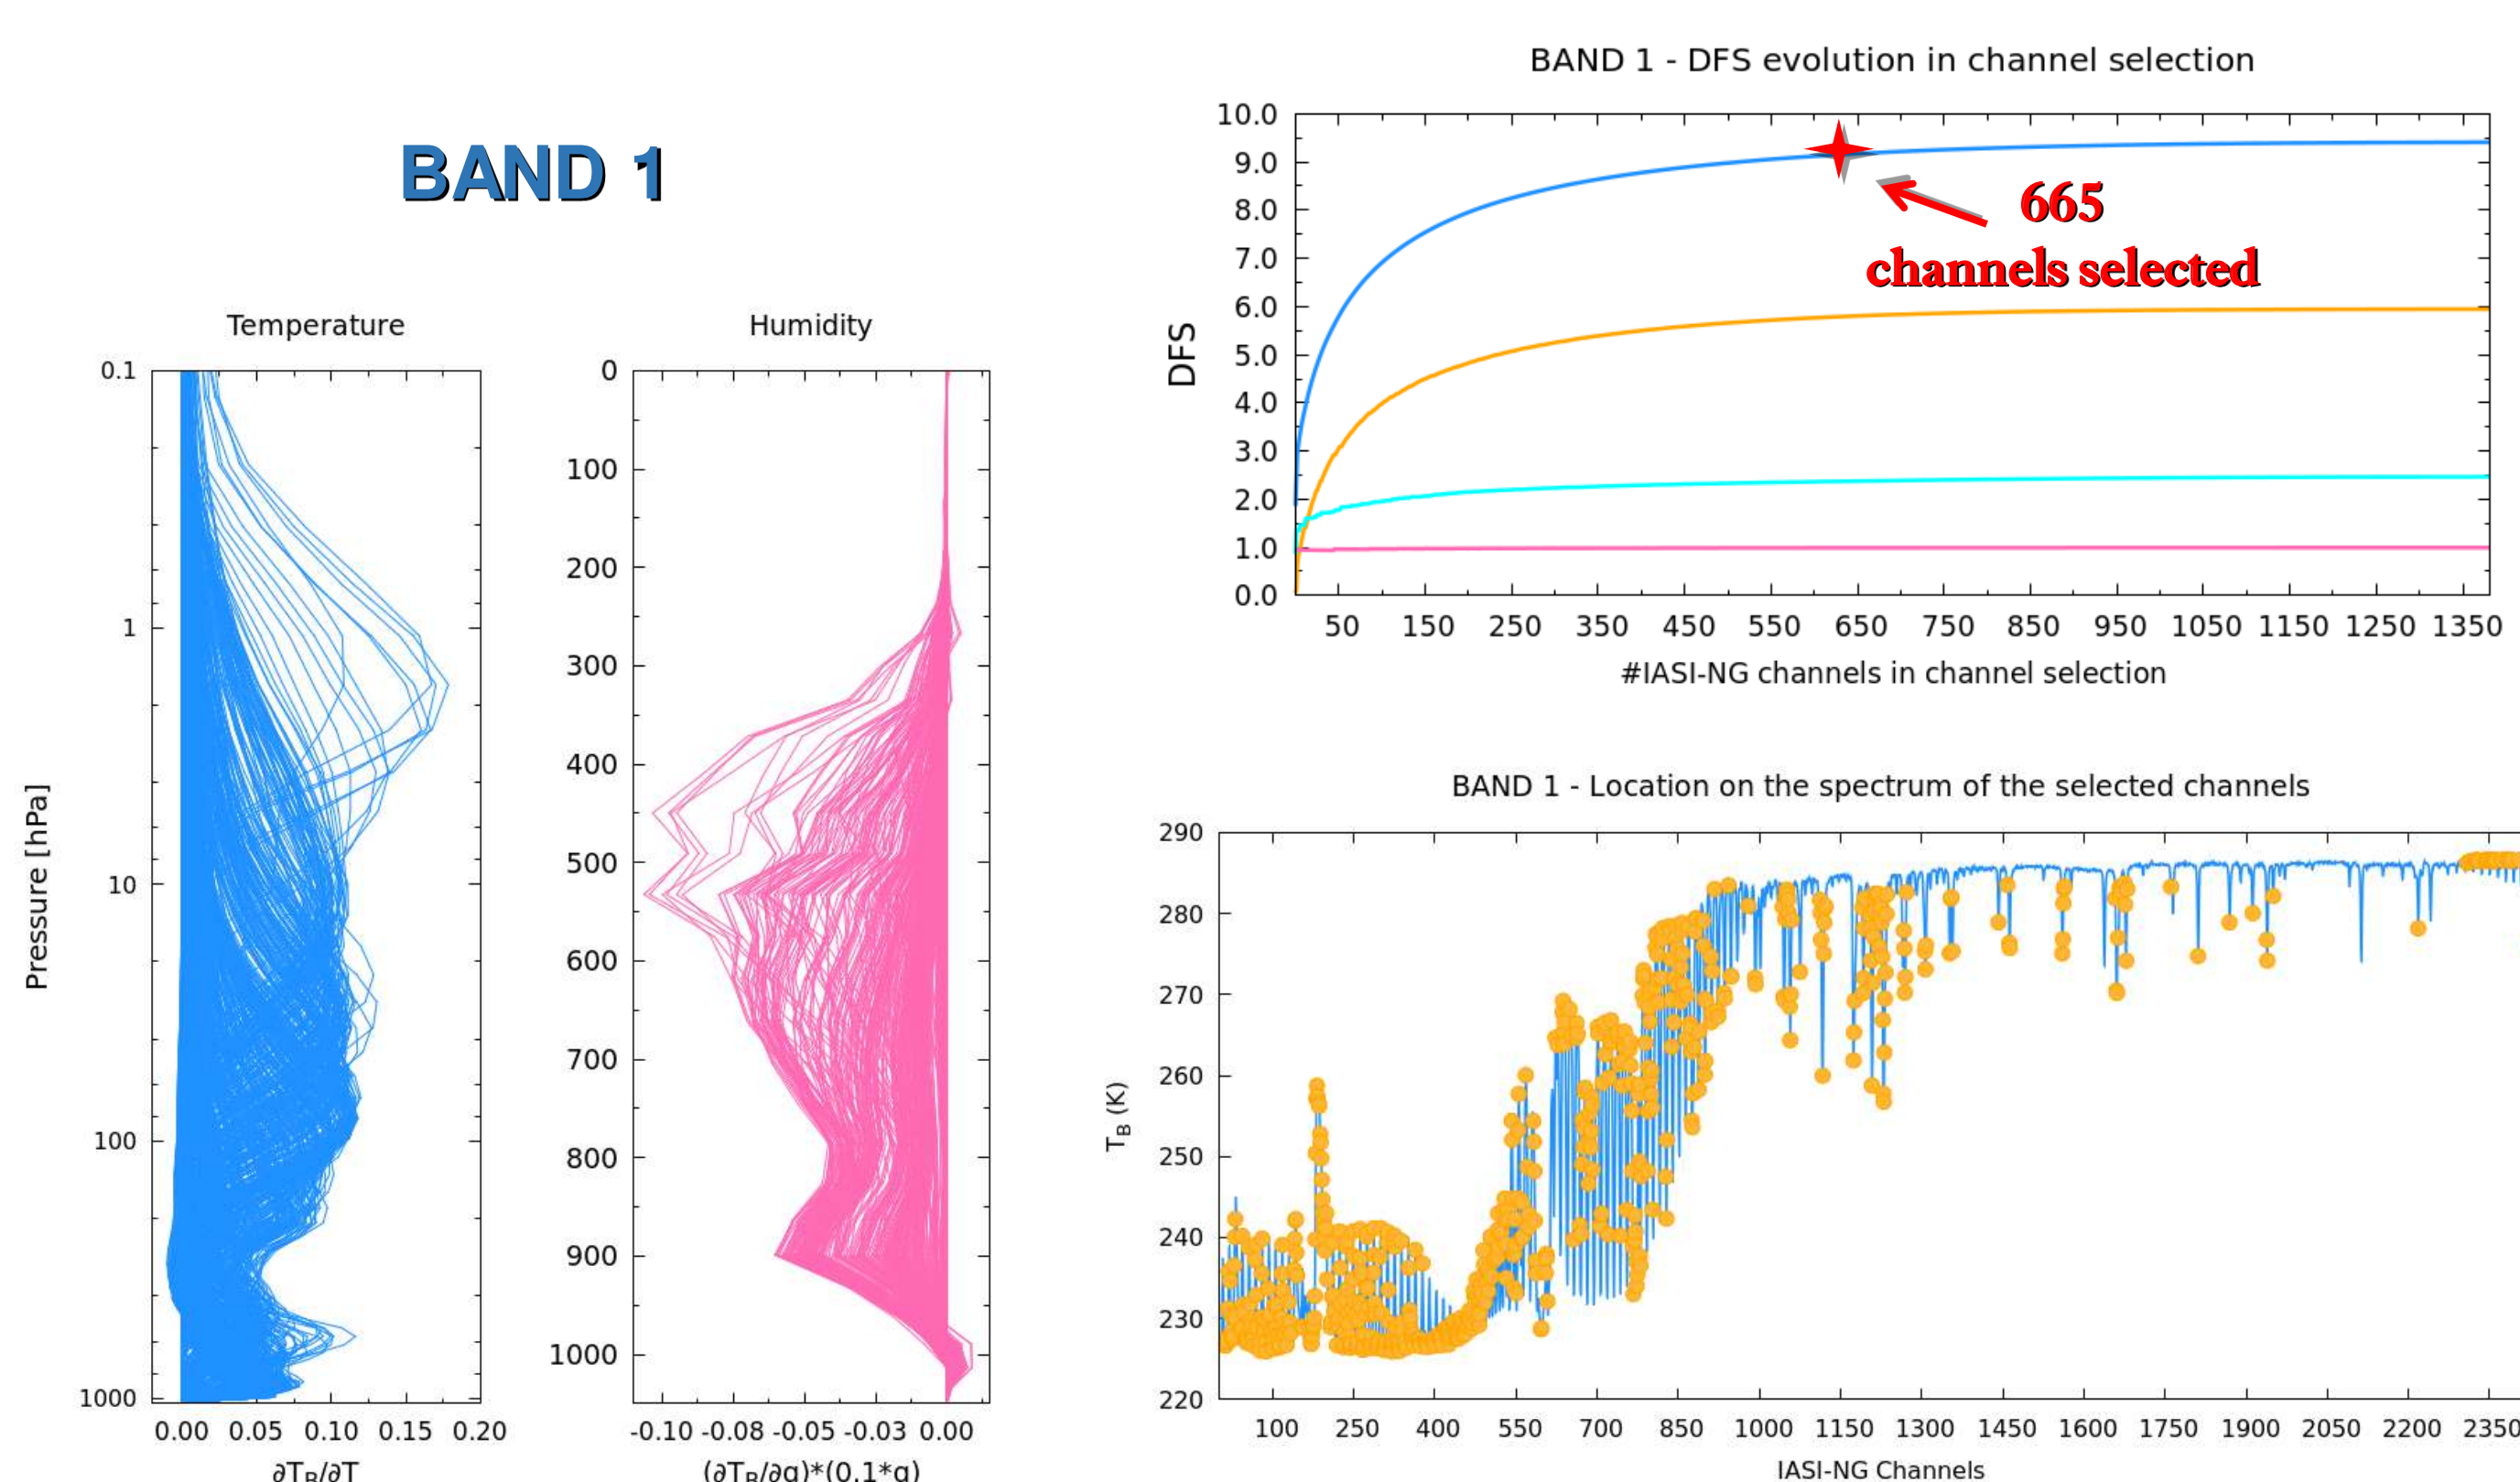 BAND 1
Temperature
Humidity
Pressure [hPa]
0.1
1
10
100
1000
0.00 0.05 0.10 0.15 0.20
∂TB/∂T
0
100
200
300
400
500
600
700
800
900
1000
-0.10 -0.08 -0.05 -0.03 0.00
(∂TB/∂q)*(0.1*q)
BAND 1 - DFS evolution in channel selection
DFS
10.0
9.0
8.0
7.0
6.0
5.0
4.0
3.0
2.0
1.0
0.0
665
channels selected
50 150 250 350 450 550 650 750 850 950 1050 1150 1250 1350
#IASI-NG channels in channel selection
BAND 1 - Location on the spectrum of the selected channels
TB (K)
290
280
270
260
250
240
230
220
100 250 400 550 700 850 1000 1150 1300 1450 1600 1750 1900 2050 2200 2350
IASI-NG Channels